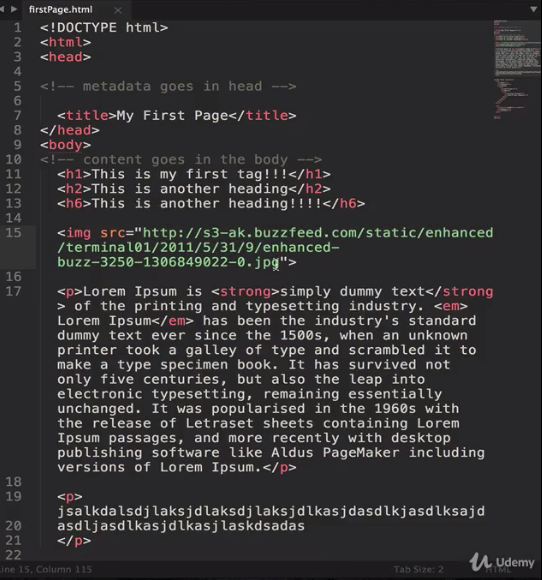 firstPage.html
1 <!DOCTYPE html>
2 <html>
3 <head>
4
5 <!-- metadata goes in head -->
6
7 <title>My First Page</title>
8 </head>
9 <body>
10 <!-- content goes in the body -->
11 <h1>This is my first tag!!!</h1>
12 <h2>This is another heading</h2>
13 <h6>This is another heading!!!!</h6>
14
15 <img src="http://s3-ak.buzzfeed.com/static/enhanced
/terminal01/2011/5/31/9/enhanced-
buzz-3250-1306849022-0.jpg">
16
17 <p>Lorem Ipsum is <strong>simply dummy text</strong
> of the printing and typesetting industry. <em>
Lorem Ipsum</em> has been the industry's standard
dummy text ever since the 1500s, when an unknown
printer took a galley of type and scrambled it to
make a type specimen book. It has survived not
only five centuries, but also the leap into
electronic typesetting, remaining essentially
unchanged. It was popularised in the 1960s with
the release of Letraset sheets containing Lorem
Ipsum passages, and more recently with desktop
publishing software like Aldus PageMaker including
versions of Lorem Ipsum.</p>
18
19 <p>
jsalkdalsdjlaksjdlaksdjlaksjdlkasjdasdlkjasdlksajd
20 asdljasdlkasjdlkasjlaskdsadas
21 </p>
22
Line 15, Column 115
Tab Size: 2
HTML
Udemy